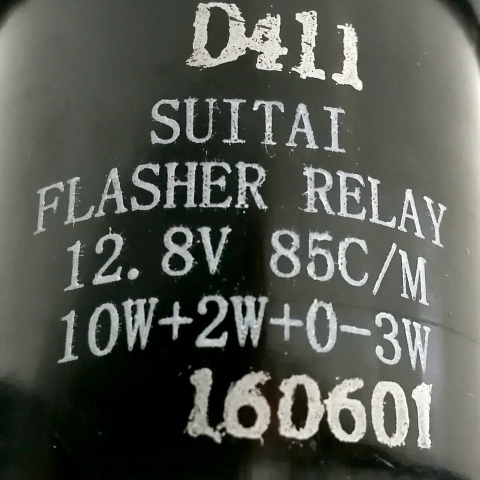 D411
SUITAI
FLASHER RELAY
12.8V 85C/M
10W+2W+0-3W
160601